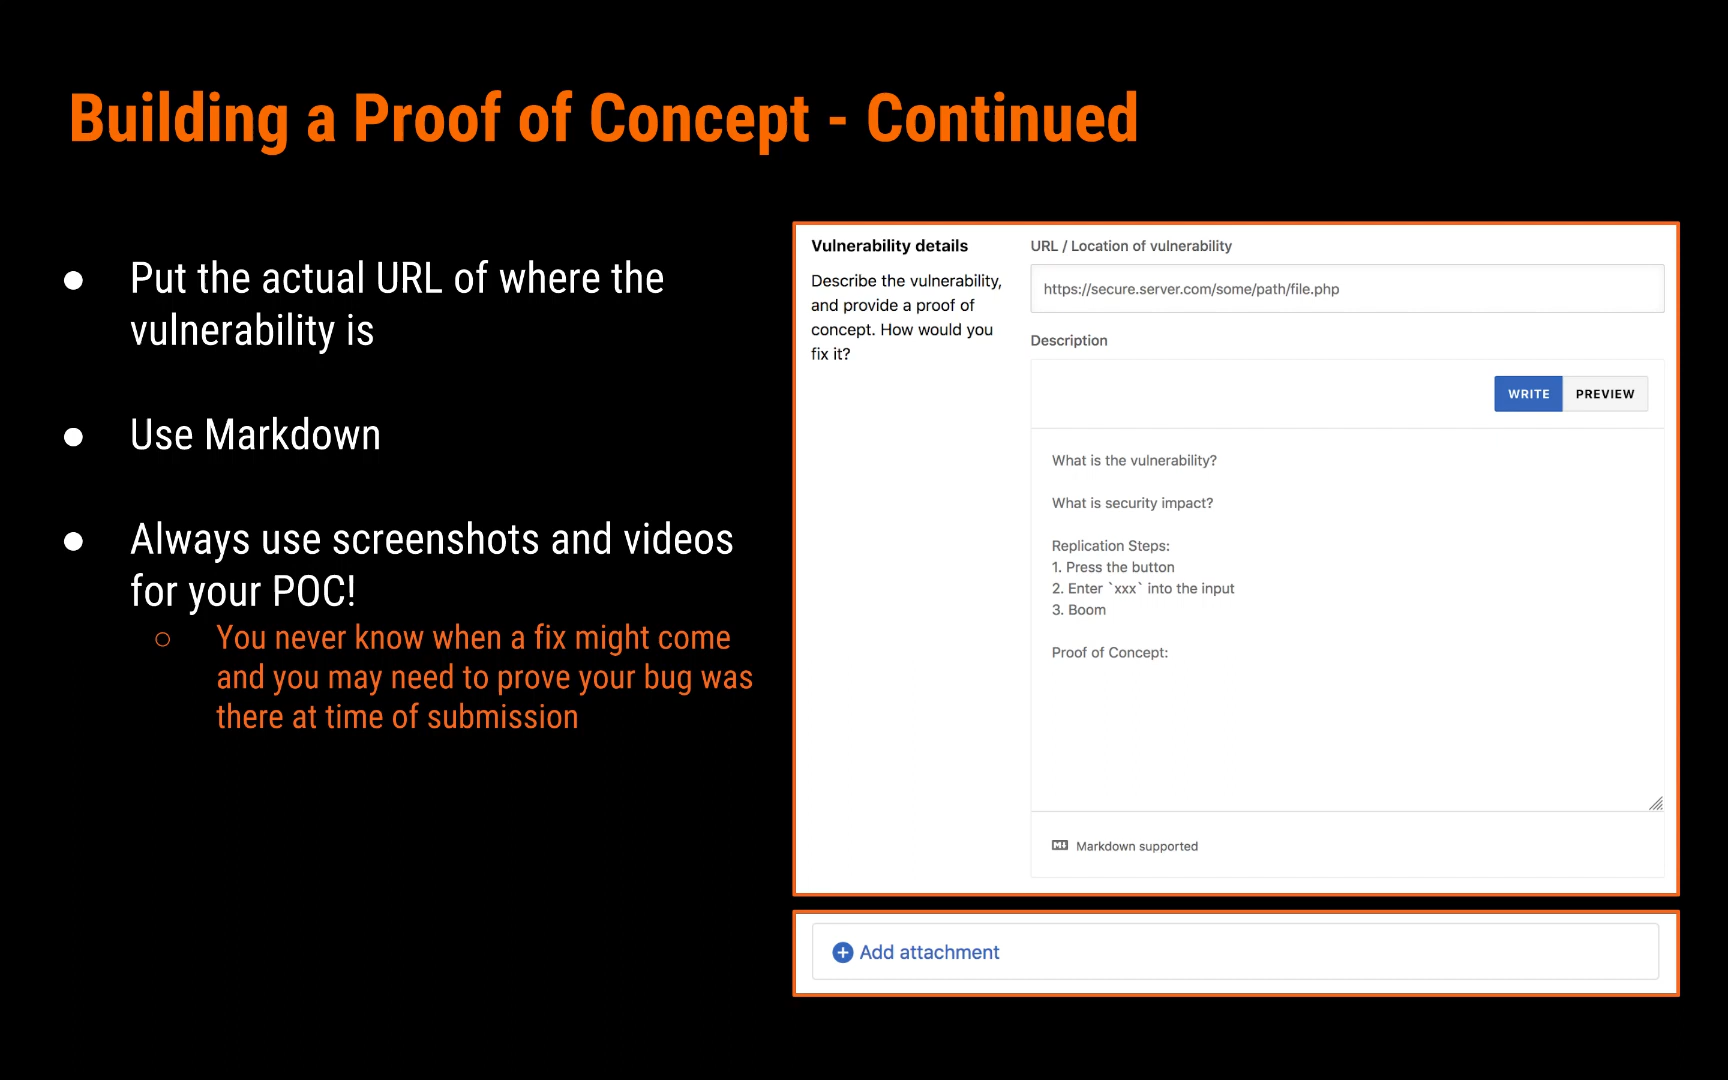 Building a Proof of Concept - Continued
● Put the actual URL of where the
vulnerability is
● Use Markdown
● Always use screenshots and videos
for your POC!
○ You never know when a fix might come
and you may need to prove your bug was
there at time of submission
Vulnerability details
Describe the vulnerability,
and provide a proof of
concept. How would you
fix it?
URL / Location of vulnerability
https://secure.server.com/some/path/file.php
Description
WRITE PREVIEW
What is the vulnerability?
What is security impact?
Replication Steps:
1. Press the button
2. Enter `xxx` into the input
3. Boom
Proof of Concept:
Markdown supported
Add attachment